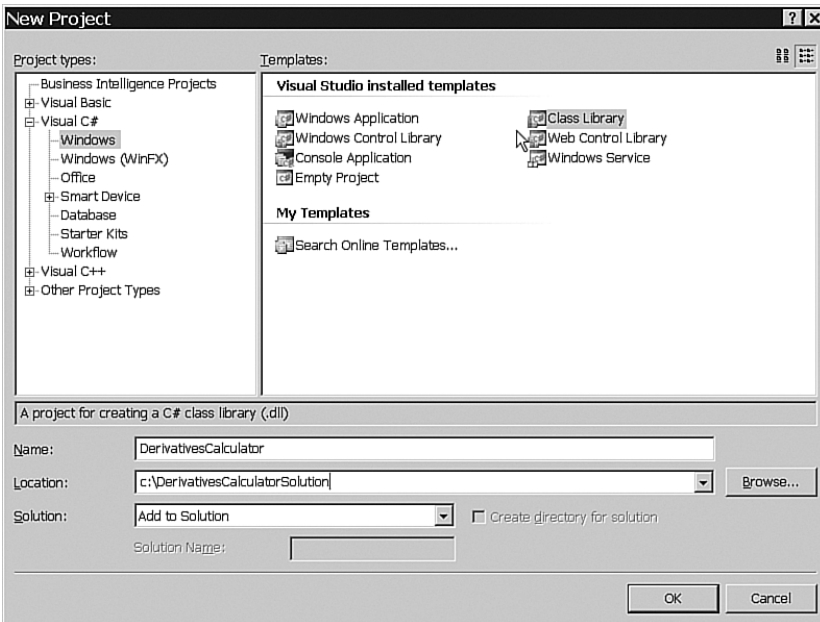 New Project
Project types:
Templates:
Business Intelligence Projects
Visual Basic
Visual C#
Windows
Windows (WinFX)
Office
Smart Device
Database
Starter Kits
Workflow
Visual C++
Other Project Types
Visual Studio installed templates
Windows Application
Class Library
Windows Control Library
Web Control Library
Console Application
Windows Service
Empty Project
My Templates
Search Online Templates...
A project for creating a C# class library (.dll)
Name:
DerivativesCalculator
Location:
c:\DerivativesCalculatorSolution
Browse...
Solution:
Add to Solution
Create directory for solution
Solution Name:
OK
Cancel